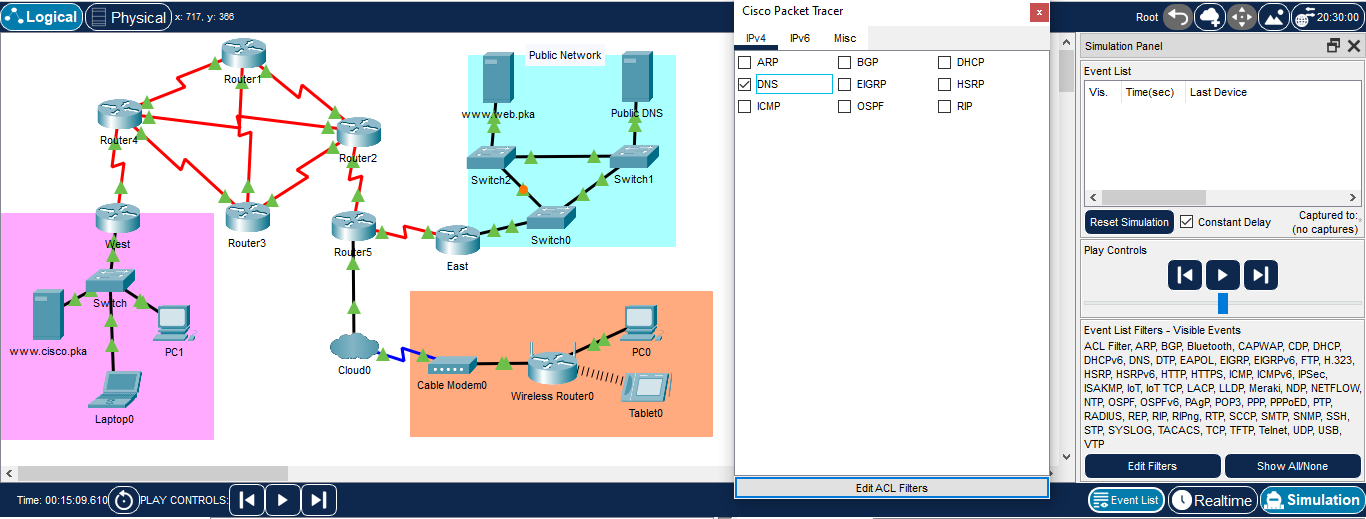 Logical
Physical
x: 717, y: 366
Root
20:30:00
Router1
Router4
Router2
Router3
West
Router5
East
Switch
www.cisco.pka
PC1
Laptop0
Public Network
www.web.pka
Public DNS
Switch2
Switch1
Switch0
Cloud0
Cable Modem0
Wireless Router0
PC0
Tablet0
Cisco Packet Tracer
x
IPv4 IPv6 Misc
ARP BGP DHCP
DNS EIGRP HSRP
ICMP OSPF RIP
Edit ACL Filters
Simulation Panel
Event List
Vis. Time(sec) Last Device
Reset Simulation
Constant Delay
Captured to:
(no captures)
Play Controls
Event List Filters - Visible Events
ACL Filter, ARP, BGP, Bluetooth, CAPWAP, CDP, DHCP,
DHCPv6, DNS, DTP, EAPOL, EIGRP, EIGRPv6, FTP, H.323,
HSRP, HSRPv6, HTTP, HTTPS, ICMP, ICMPv6, IPSec,
ISAKMP, IoT, IoT TCP, LACP, LLDP, Meraki, NDP, NETFLOW,
NTP, OSPF, OSPFv6, PAgP, POP3, PPP, PPPoED, PTP,
RADIUS, REP, RIP, RIPng, RTP, SCCP, SMTP, SNMP, SSH,
STP, SYSLOG, TACACS, TCP, TFTP, Telnet, UDP, USB,
VTP
Edit Filters
Show All/None
Time: 00:15:09.610
PLAY CONTROLS:
Event List
Realtime
Simulation